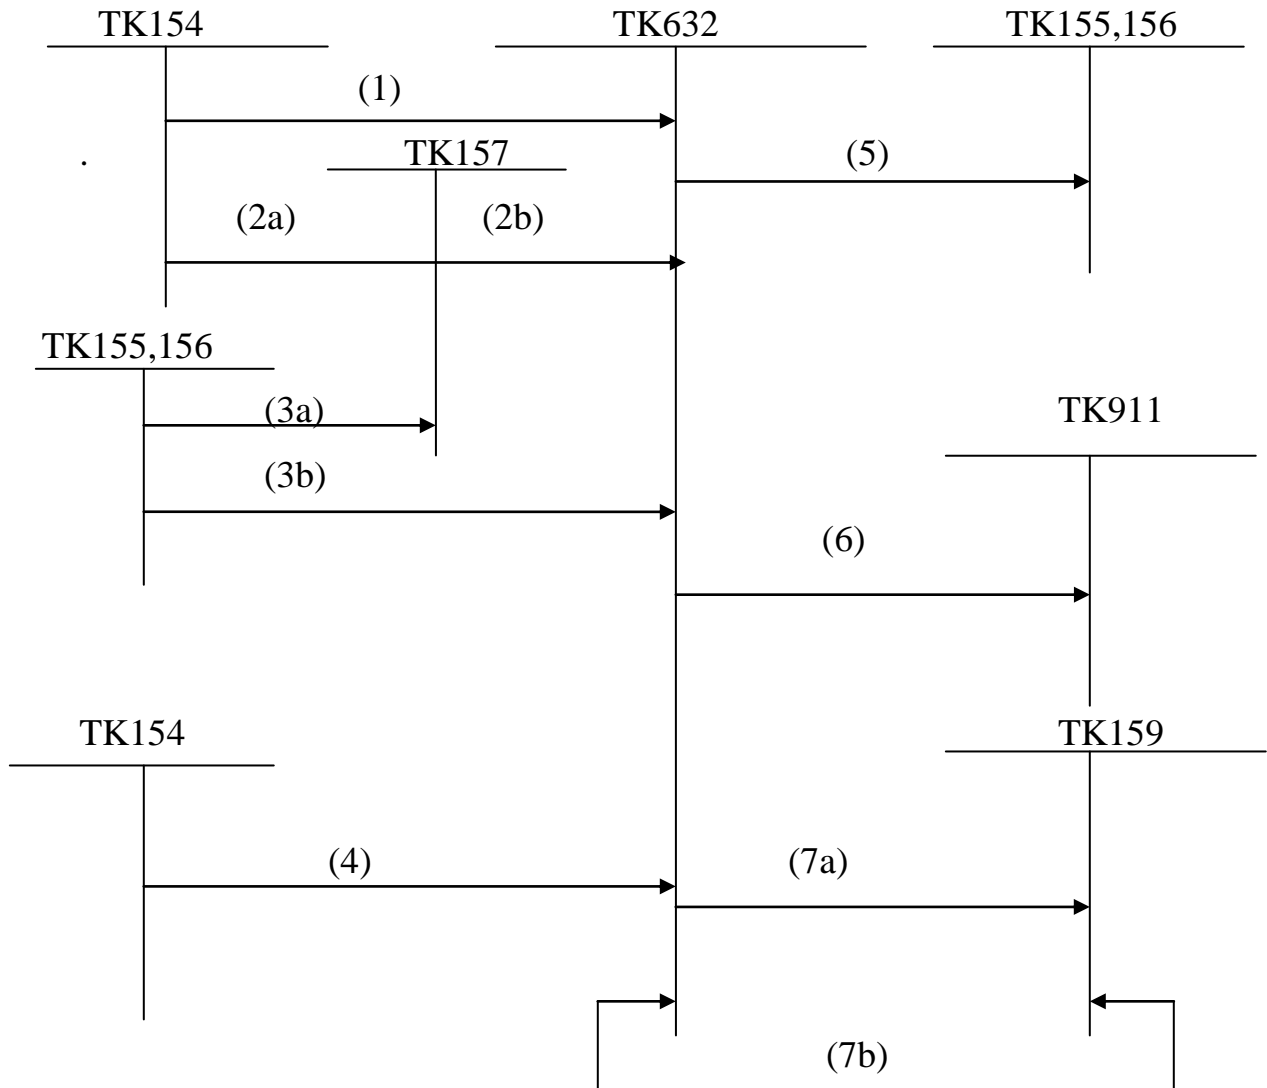 TK154 TK632 TK155,156
(1)
. TK157 (5)
(2a) (2b)
TK155,156
(3a) TK911
(3b)
(6)
TK154 TK159
(4) (7a)
(7b)